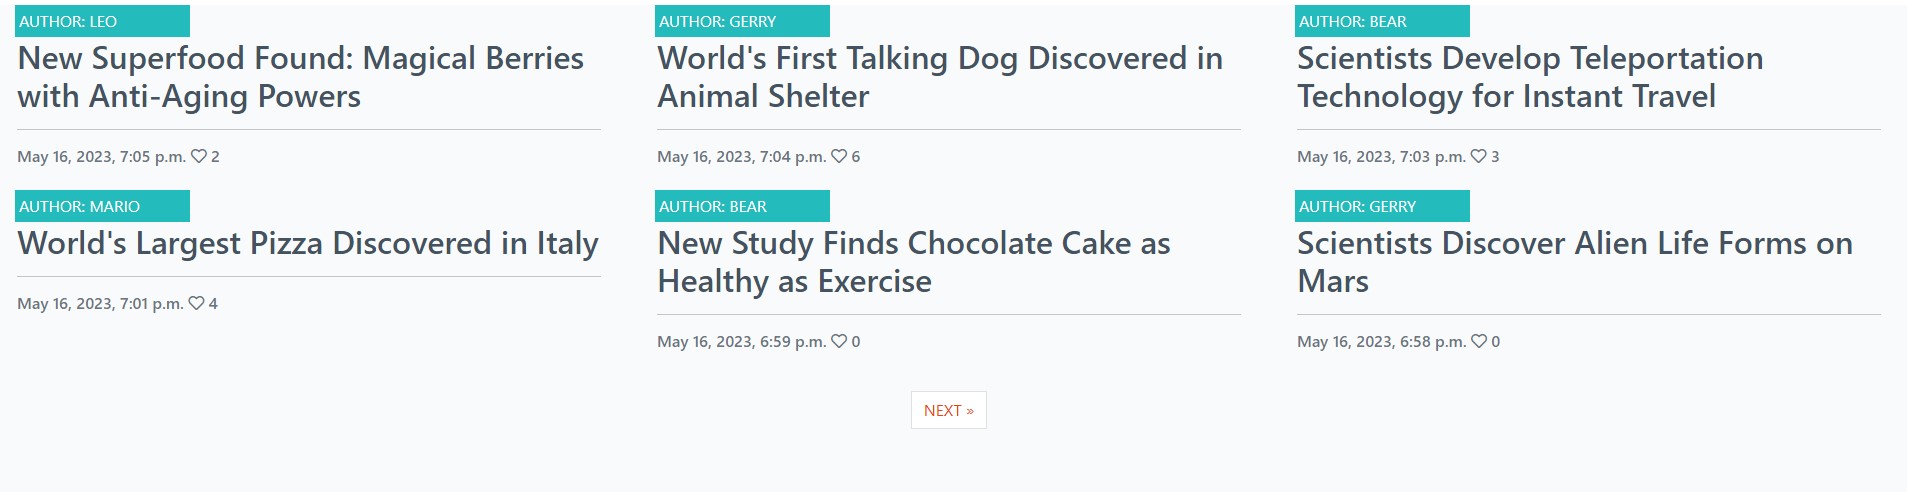 AUTHOR: LEO
New Superfood Found: Magical Berries
with Anti-Aging Powers
May 16, 2023, 7:05 p.m. 2
AUTHOR: GERRY
World's First Talking Dog Discovered in
Animal Shelter
May 16, 2023, 7:04 p.m. 6
AUTHOR: BEAR
Scientists Develop Teleportation
Technology for Instant Travel
May 16, 2023, 7:03 p.m. 3
AUTHOR: MARIO
World's Largest Pizza Discovered in Italy
May 16, 2023, 7:01 p.m. 4
AUTHOR: BEAR
New Study Finds Chocolate Cake as
Healthy as Exercise
May 16, 2023, 6:59 p.m. 0
AUTHOR: GERRY
Scientists Discover Alien Life Forms on
Mars
May 16, 2023, 6:58 p.m. 0
NEXT »